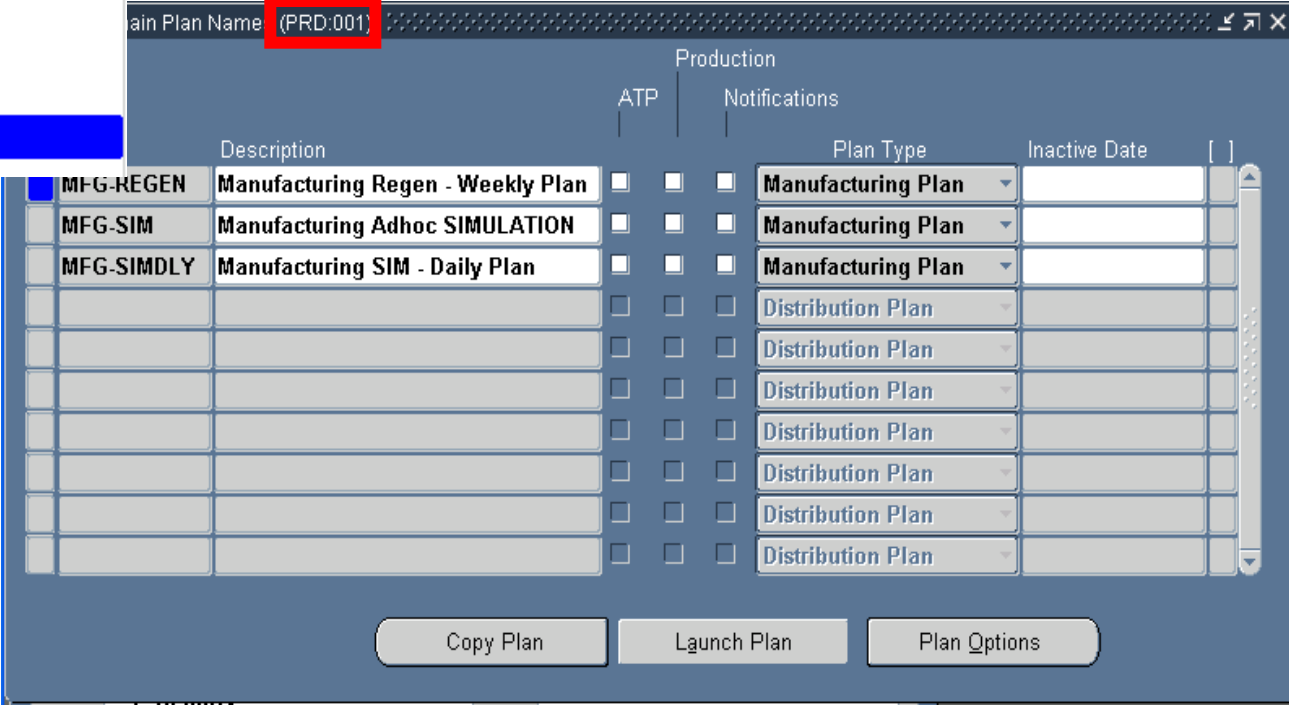 ain Plan Names (PRD:001)
Production
ATP Notifications
Description Plan Type Inactive Date [ ]
MFG-REGEN Manufacturing Regen - Weekly Plan Manufacturing Plan
MFG-SIM Manufacturing Adhoc SIMULATION Manufacturing Plan
MFG-SIMDLY Manufacturing SIM - Daily Plan Manufacturing Plan
Distribution Plan
Distribution Plan
Distribution Plan
Distribution Plan
Distribution Plan
Distribution Plan
Distribution Plan
Copy Plan Launch Plan Plan Options